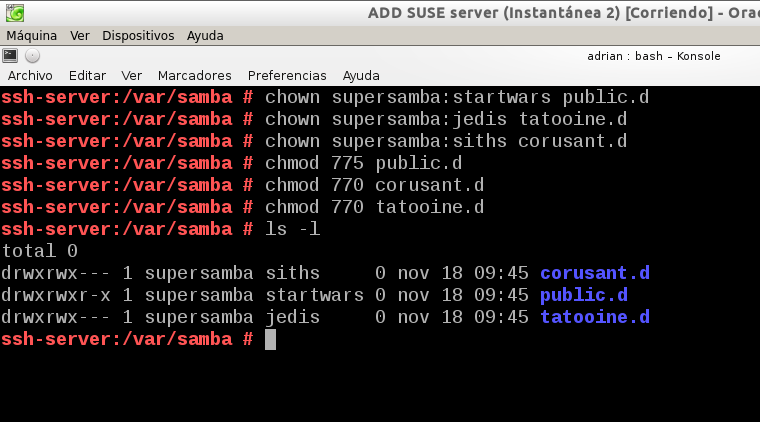 ADD SUSE server (Instantánea 2) [Corriendo] - Orac
Máquina Ver Dispositivos Ayuda
adrian : bash – Konsole
Archivo Editar Ver Marcadores Preferencias Ayuda
ssh-server:/var/samba # chown supersamba:startwars public.d
ssh-server:/var/samba # chown supersamba:jedis tatooine.d
ssh-server:/var/samba # chown supersamba:siths corusant.d
ssh-server:/var/samba # chmod 775 public.d
ssh-server:/var/samba # chmod 770 corusant.d
ssh-server:/var/samba # chmod 770 tatooine.d
ssh-server:/var/samba # ls -l
total 0
drwxrwx--- 1 supersamba siths     0 nov 18 09:45 corusant.d
drwxrwxr-x 1 supersamba startwars 0 nov 18 09:45 public.d
drwxrwx--- 1 supersamba jedis     0 nov 18 09:45 tatooine.d
ssh-server:/var/samba #